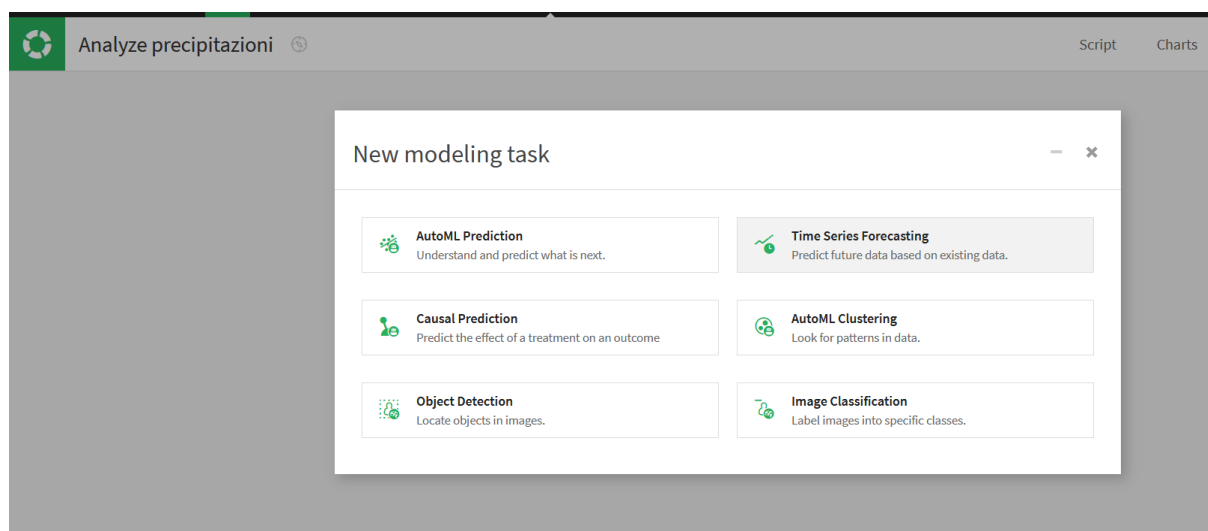 Analyze precipitazioni
Script
Charts
New modeling task
AutoML Prediction
Understand and predict what is next.
Time Series Forecasting
Predict future data based on existing data.
Causal Prediction
Predict the effect of a treatment on an outcome
AutoML Clustering
Look for patterns in data.
Object Detection
Locate objects in images.
Image Classification
Label images into specific classes.